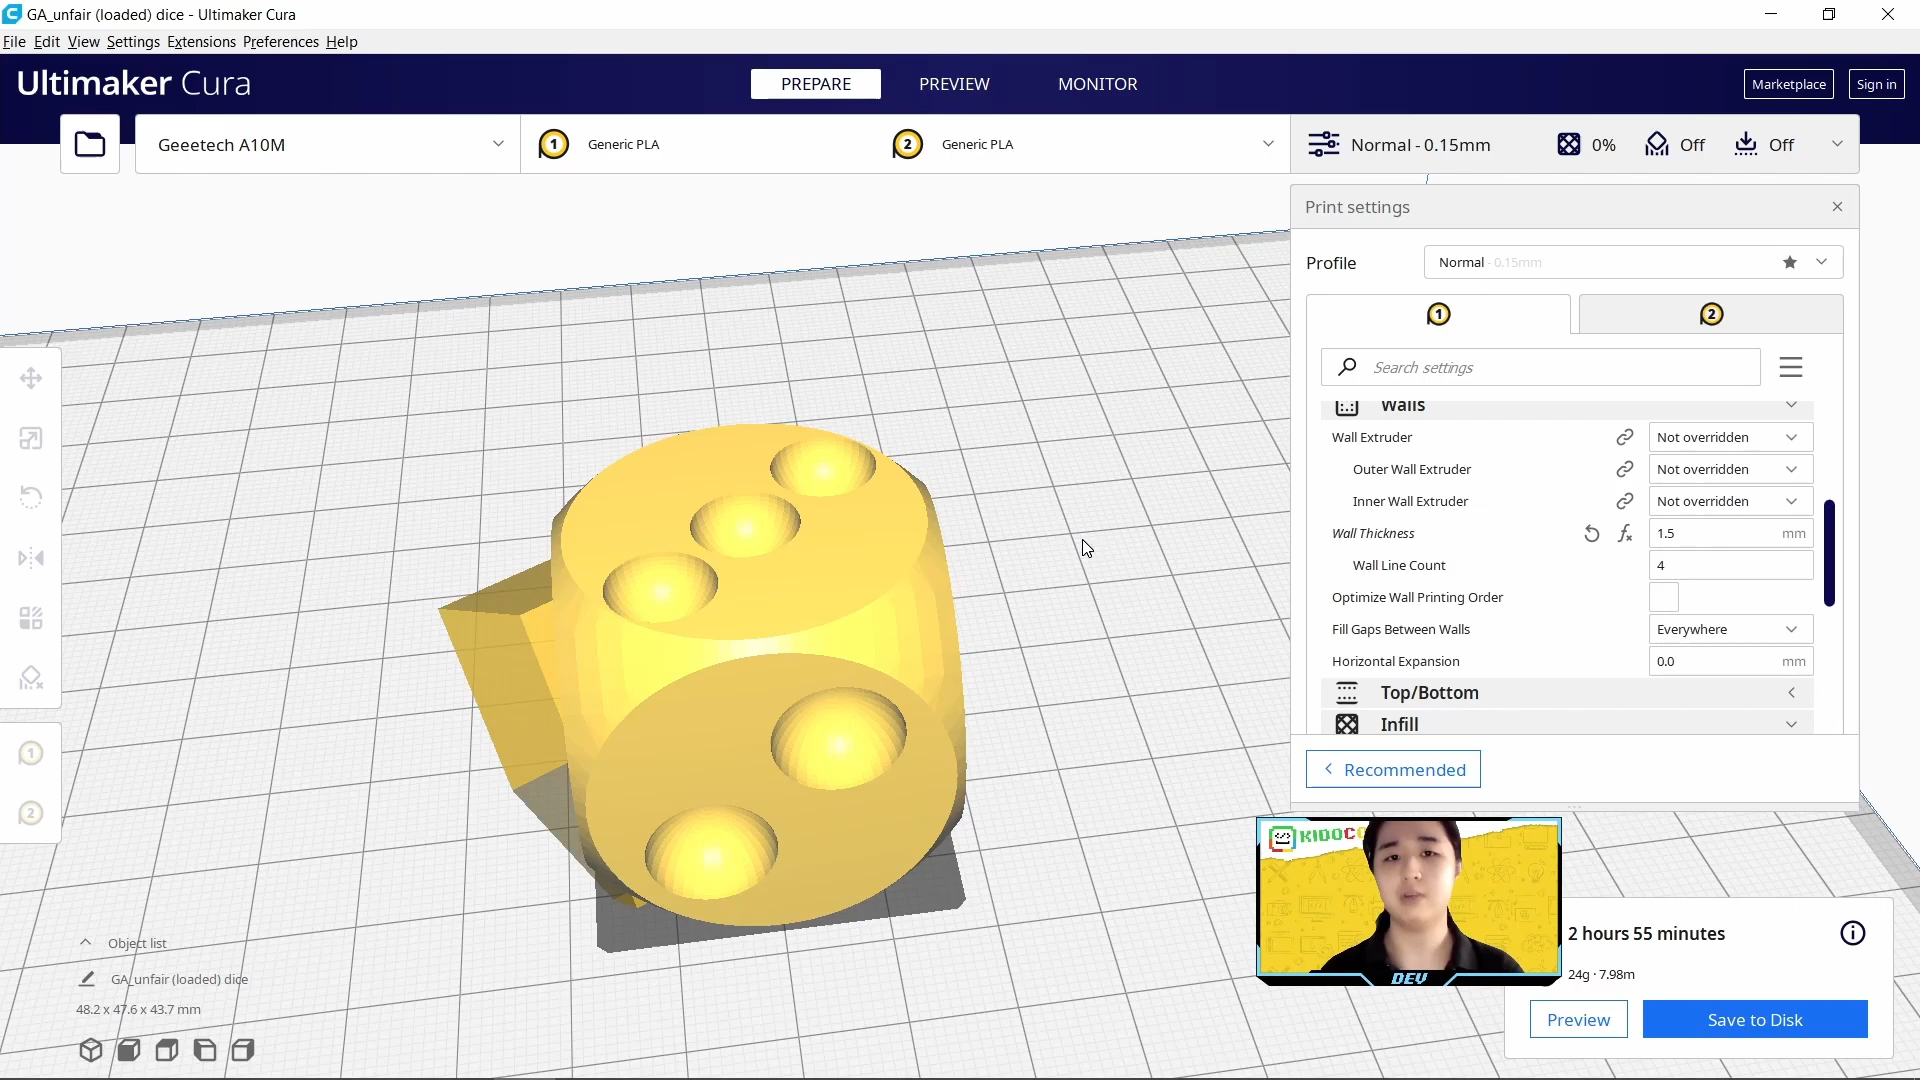 GA_unfair (loaded) dice - Ultimaker Cura
File Edit View Settings Extensions Preferences Help
Ultimaker Cura
PREPARE
PREVIEW
MONITOR
Marketplace
Sign in
Geeetech A10M
1 Generic PLA
2 Generic PLA
Normal - 0.15mm
0%
Off
Off
Print settings
Profile
Normal - 0.15mm
1
2
Search settings
Walls
Wall Extruder Not overridden
Outer Wall Extruder Not overridden
Inner Wall Extruder Not overridden
Wall Thickness fx 1.5 mm
Wall Line Count 4
Optimize Wall Printing Order
Fill Gaps Between Walls Everywhere
Horizontal Expansion 0.0 mm
Top/Bottom
Infill
Recommended
1
2
KIDOC
DEV
2 hours 55 minutes
24g · 7.98m
Preview
Save to Disk
Object list
GA_unfair (loaded) dice
48.2 x 47.6 x 43.7 mm